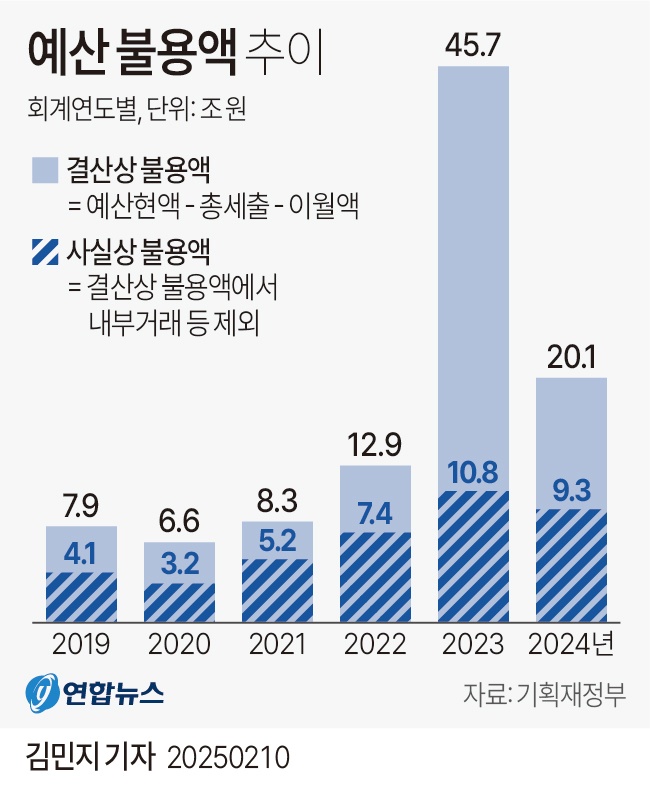 예산 불용액 추이
회계연도별, 단위: 조 원
결산상 불용액
= 예산현액 - 총세출 - 이월액
사실상 불용액
= 결산상 불용액에서
내부거래 등 제외
7.9
6.6
8.3
12.9
45.7
20.1
4.1
3.2
5.2
7.4
10.8
9.3
2019
2020
2021
2022
2023
2024년
연합뉴스
자료: 기획재정부
김민지 기자 20250210